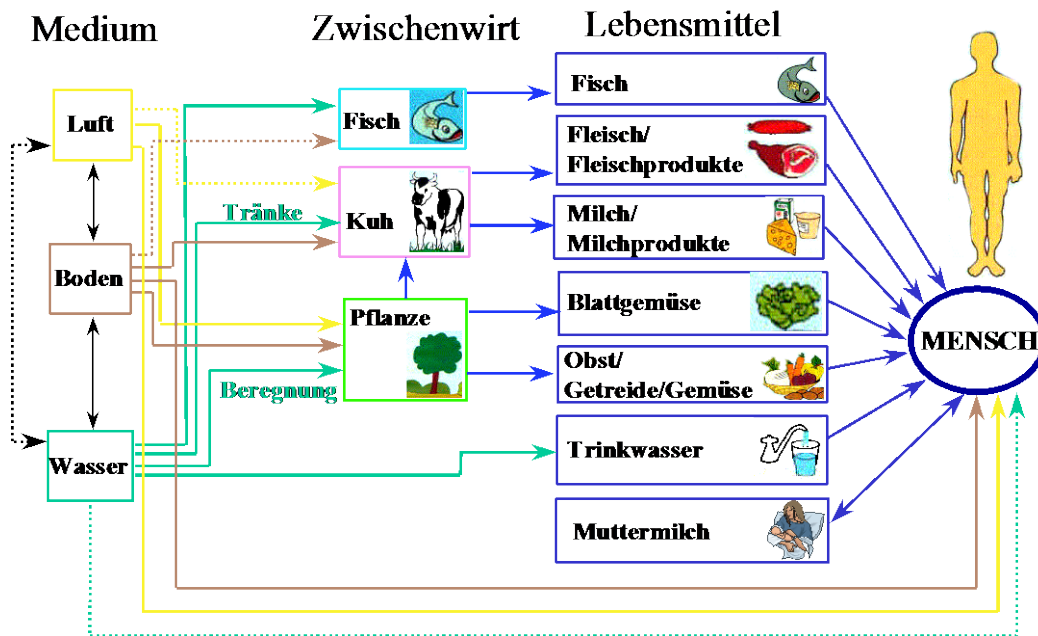 Medium
Zwischenwirt
Lebensmittel
Luft
Boden
Wasser
Tränke
Beregnung
Fisch
Kuh
Pflanze
Fisch
Fleisch/
Fleischprodukte
Milch/
Milchprodukte
Blattgemüse
Obst/
Getreide/Gemüse
Trinkwasser
Muttermilch
MENSCH